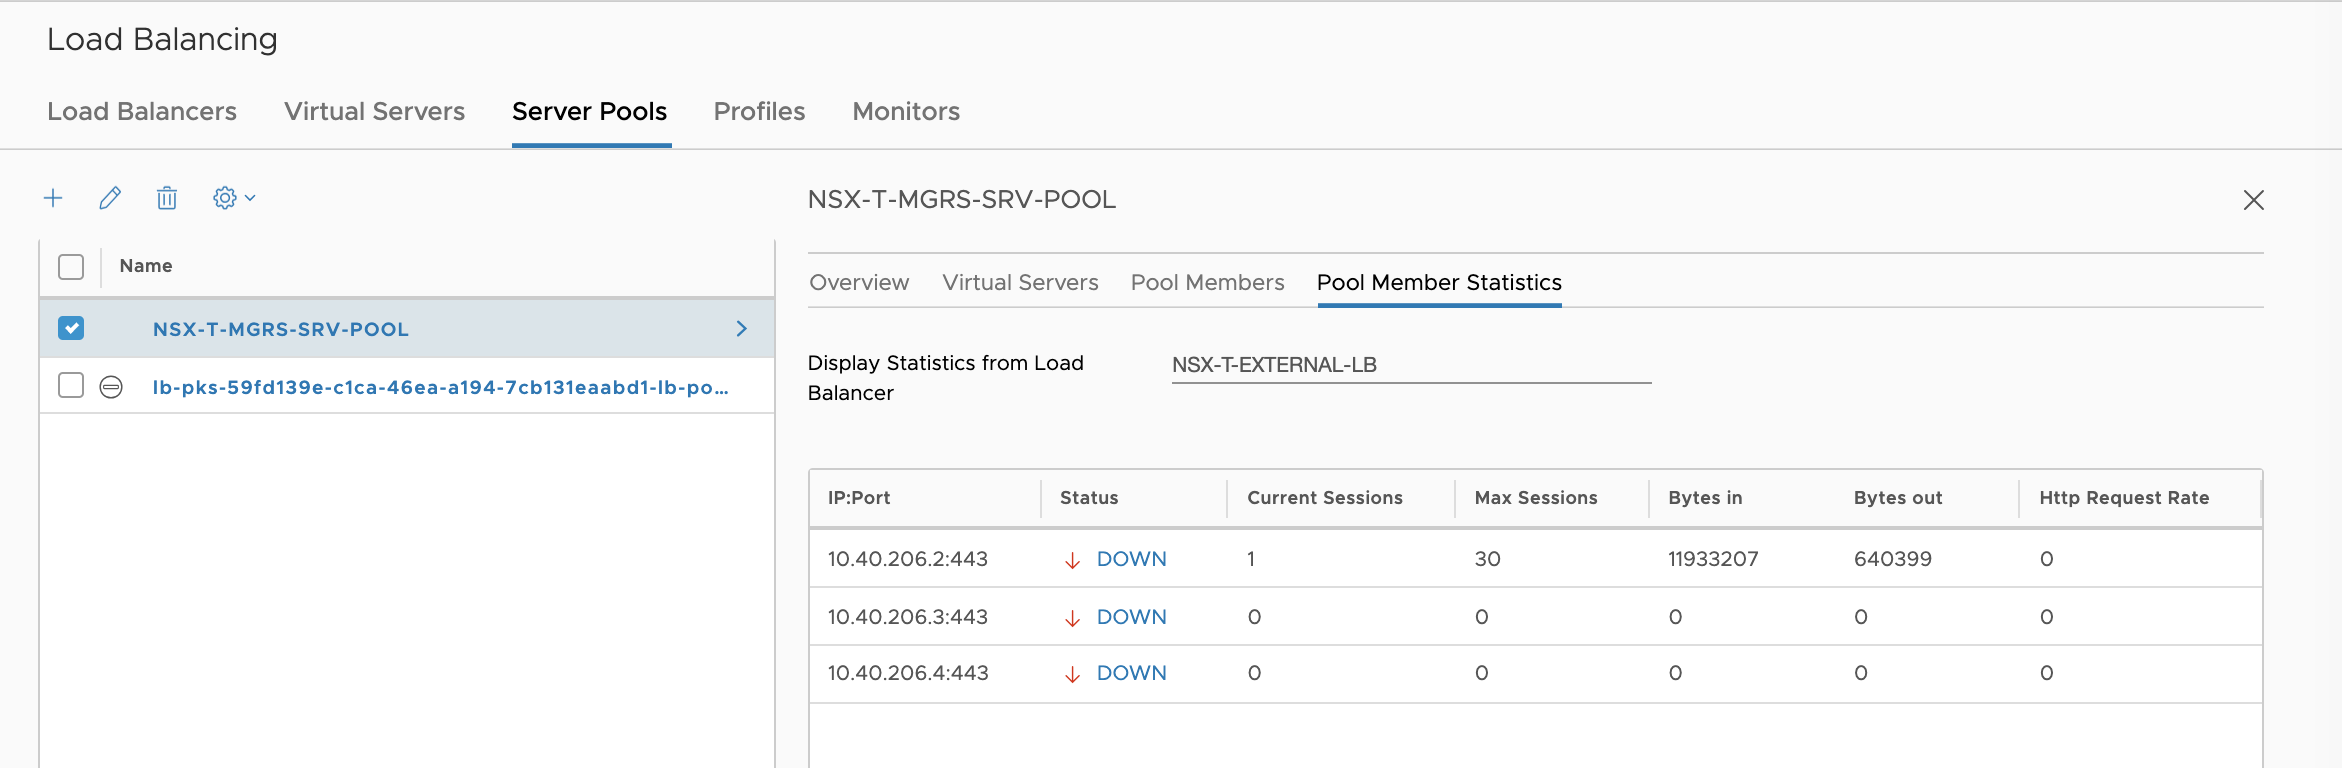 Load Balancing
Load Balancers Virtual Servers Server Pools Profiles Monitors
NSX-T-MGRS-SRV-POOL
Name
NSX-T-MGRS-SRV-POOL
lb-pks-59fd139e-c1ca-46ea-a194-7cb131eaabd1-lb-po...
Overview Virtual Servers Pool Members Pool Member Statistics
Display Statistics from Load Balancer NSX-T-EXTERNAL-LB
IP:Port Status Current Sessions Max Sessions Bytes in Bytes out Http Request Rate
10.40.206.2:443 DOWN 1 30 11933207 640399 0
10.40.206.3:443 DOWN 0 0 0 0 0
10.40.206.4:443 DOWN 0 0 0 0 0